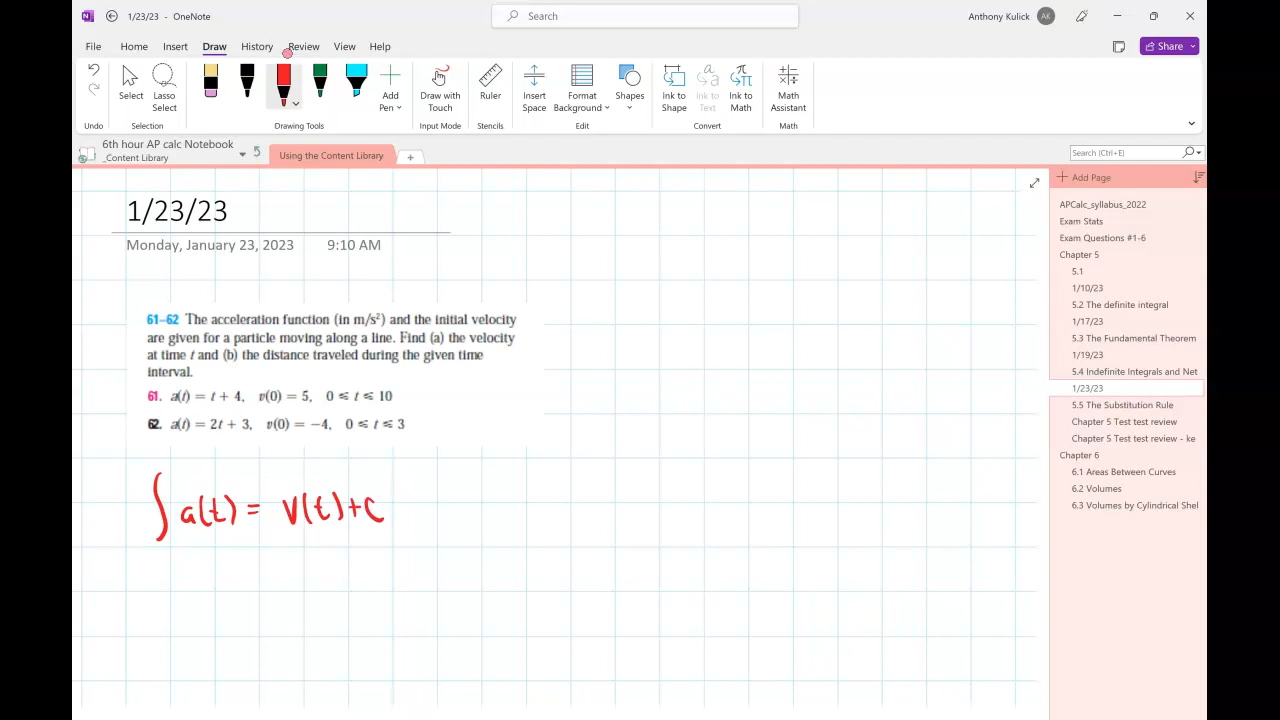 1/23/23 - OneNote
Search
Anthony Kulick
AK
File Home Insert Draw History Review View Help
Share
Select
Lasso Select
Add Pen
Draw with Touch
Ruler
Insert Space
Format Background
Shapes
Ink to Shape
Ink to Text
Ink to Math
Math Assistant
Undo
Selection
Drawing Tools
Input Mode
Stencils
Edit
Convert
Math
6th hour AP calc Notebook
_Content Library
Using the Content Library
+
Search (Ctrl+E)
Add Page
1/23/23
Monday, January 23, 2023 9:10 AM
61–62 The acceleration function (in m/s²) and the initial velocity
are given for a particle moving along a line. Find (a) the velocity
at time t and (b) the distance traveled during the given time
interval.
61. a(t) = t + 4, v(0) = 5, 0 ≤ t ≤ 10
62. a(t) = 2t + 3, v(0) = −4, 0 ≤ t ≤ 3
∫ a(t) = v(t)+c
APCalc_syllabus_2022
Exam Stats
Exam Questions #1-6
Chapter 5
5.1
1/10/23
5.2 The definite integral
1/17/23
5.3 The Fundamental Theorem
1/19/23
5.4 Indefinite Integrals and Net
1/23/23
5.5 The Substitution Rule
Chapter 5 Test test review
Chapter 5 Test test review - ke
Chapter 6
6.1 Areas Between Curves
6.2 Volumes
6.3 Volumes by Cylindrical Shel